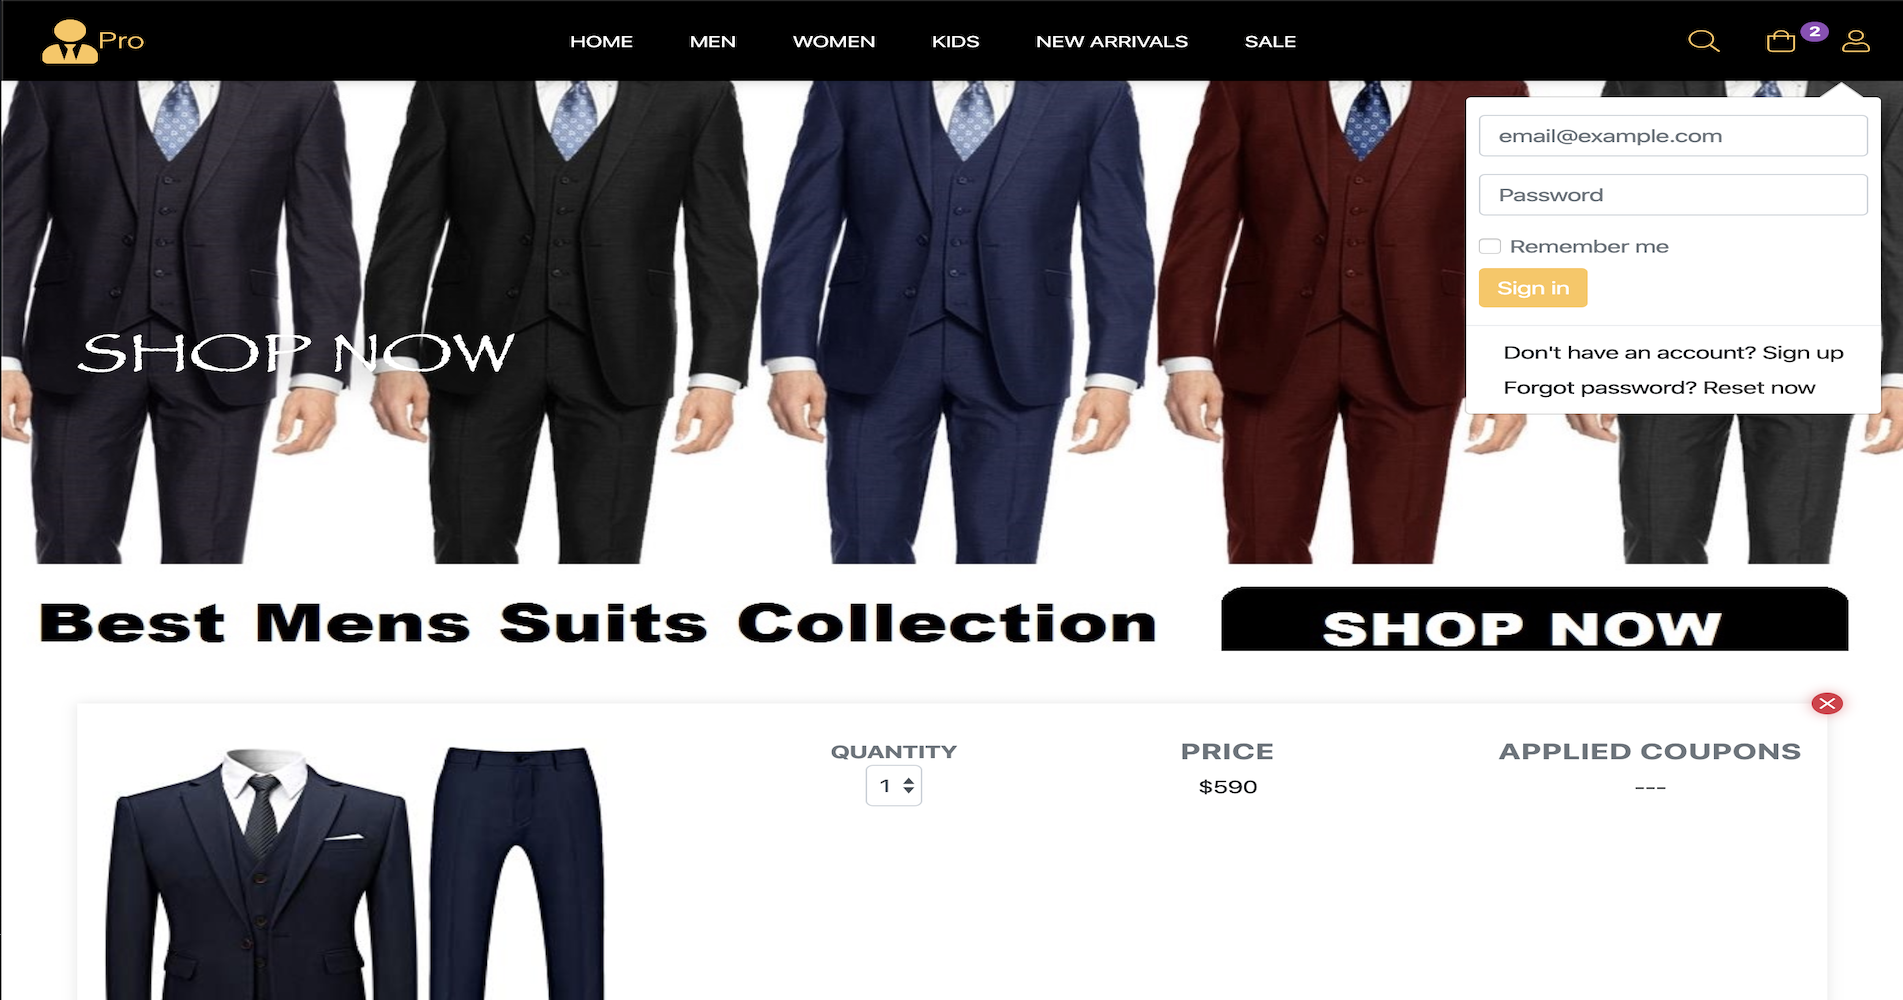 Pro
HOME MEN WOMEN KIDS NEW ARRIVALS SALE
2
email@example.com
Password
Remember me
Sign in
Don't have an account? Sign up
Forgot password? Reset now
SHOP NOW
Best Mens Suits Collection
SHOP NOW
QUANTITY PRICE APPLIED COUPONS
1 $590 ---